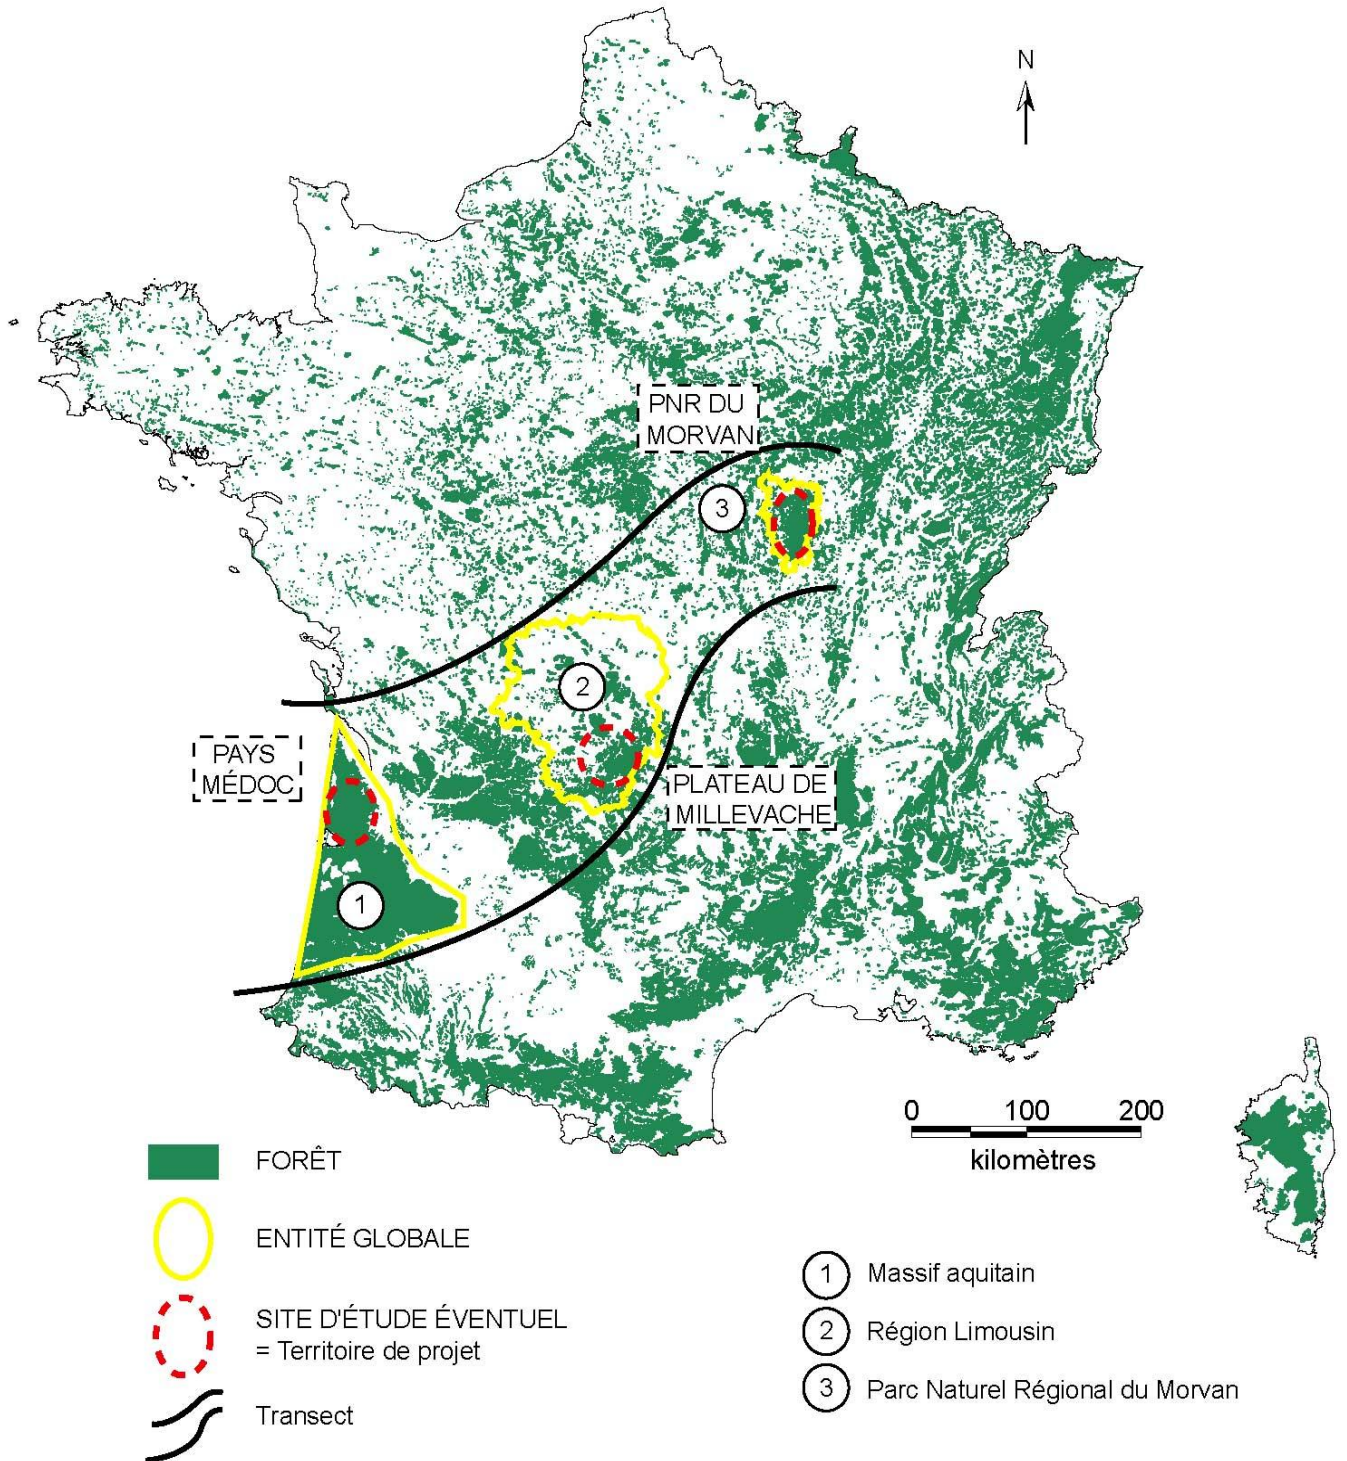 N
PNR DU
MORVAN
3
2
PAYS
MÉDOC
PLATEAU DE
MILLEVACHE
1
0 100 200
kilomètres
FORÊT
ENTITÉ GLOBALE
SITE D'ÉTUDE ÉVENTUEL
= Territoire de projet
Transect
1 Massif aquitain
2 Région Limousin
3 Parc Naturel Régional du Morvan